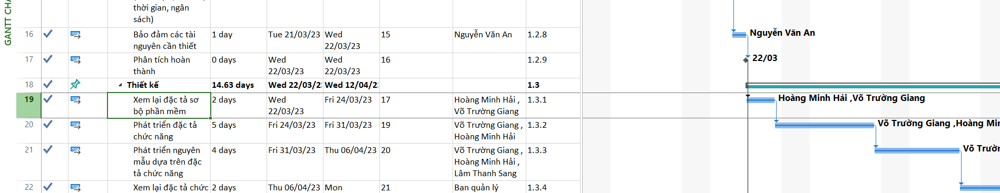 GANTT CHA
thời gian, ngân
sách)
16 Bảo đảm các tài nguyên cần thiết 1 day Tue 21/03/23 Wed 22/03/23 15 Nguyễn Văn An 1.2.8
Nguyễn Văn An
17 Phân tích hoàn thành 0 days Wed 22/03/23 Wed 22/03/23 16 1.2.9
22/03
18 Thiết kế 14.63 days Wed 22/03/2 Wed 12/04/2 1.3
19 Xem lại đặc tả sơ bộ phần mềm 2 days Wed 22/03/23 Fri 24/03/23 17 Hoàng Minh Hải , Võ Trường Giang 1.3.1
Hoàng Minh Hải ,Võ Trường Giang
20 Phát triển đặc tả chức năng 5 days Fri 24/03/23 Fri 31/03/23 19 Võ Trường Giang , Hoàng Minh Hải 1.3.2
Võ Trường Giang ,Hoàng Min
21 Phát triển nguyên mẫu dựa trên đặc tả chức năng 4 days Fri 31/03/23 Thu 06/04/23 20 Võ Trường Giang , Hoàng Minh Hải , Lâm Thanh Sang 1.3.3
Võ Trườn
22 Xem lại đặc tả chức 2 days Thu 06/04/23 Mon 21 Ban quản lý 1.3.4